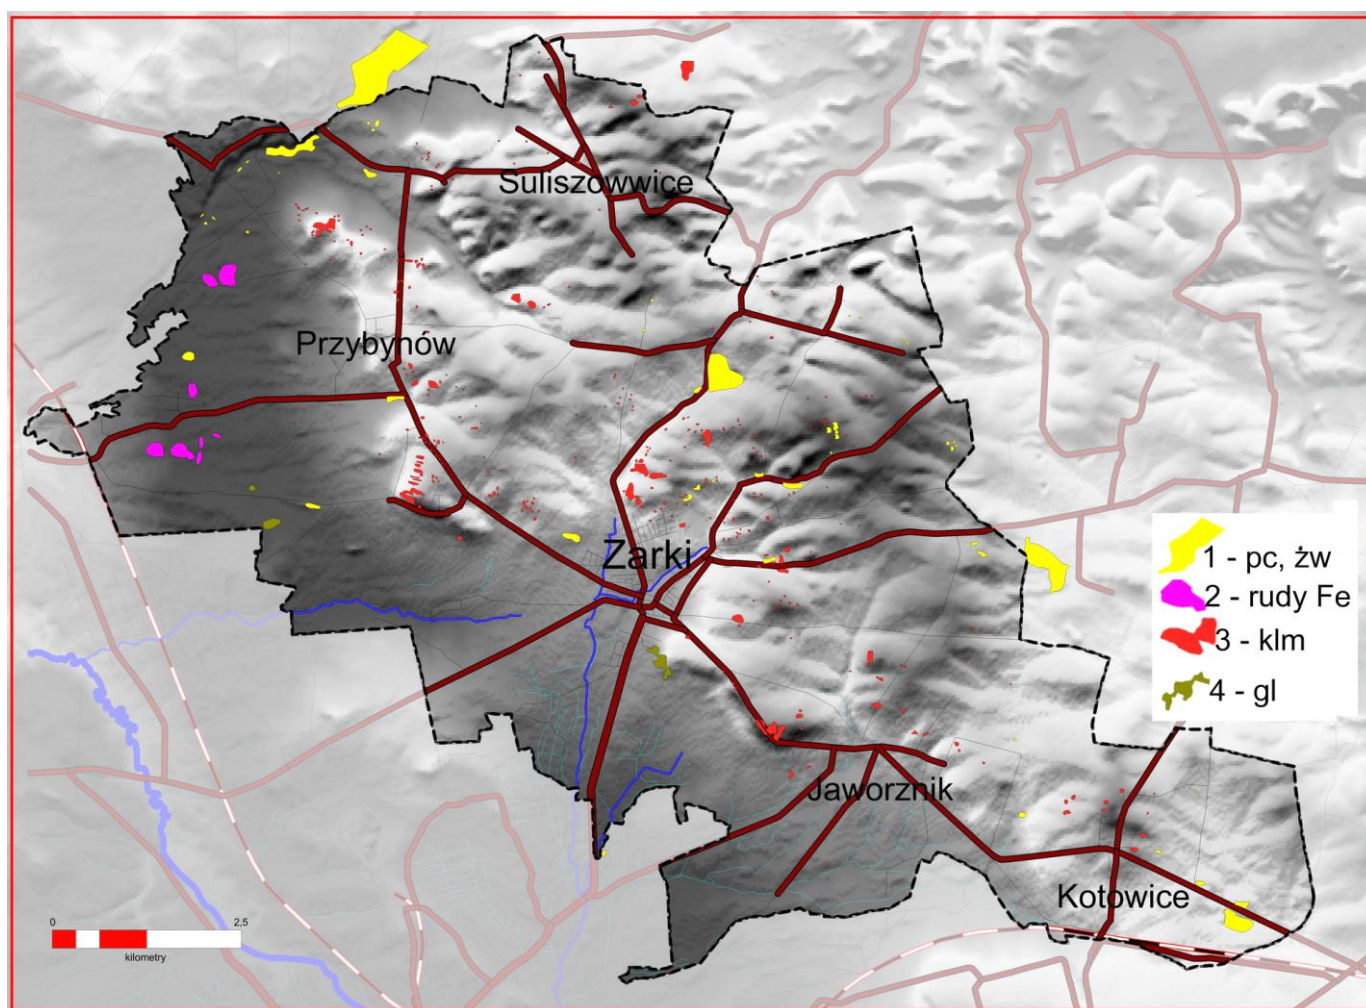 Suliszowwice
Przybynów
Zarki
1 - pc, żw
2 - rudy Fe
3 - klm
4 - gl
Jaworznik
Kotowice
0 2,5
kilometry